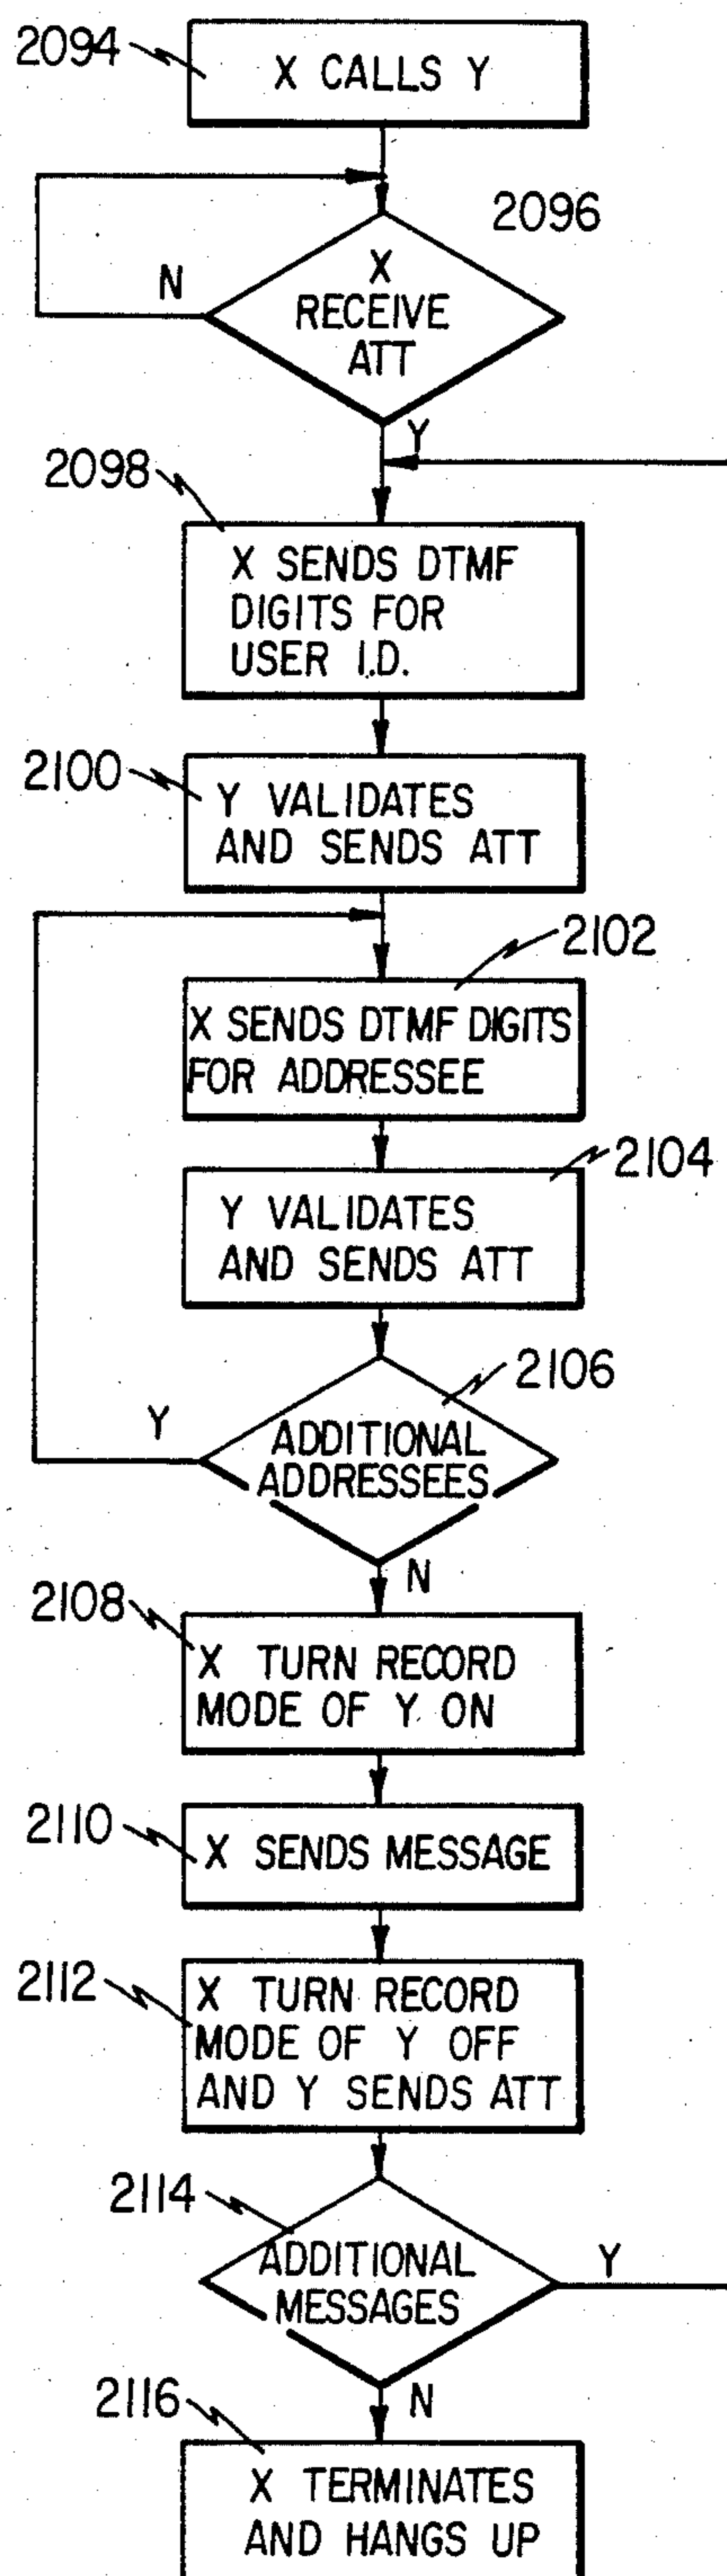 2094
X CALLS Y
2096
X
RECEIVE
ATT
N
Y
2098
X SENDS DTMF
DIGITS FOR
USER I.D.
2100
Y VALIDATES
AND SENDS ATT
2102
X SENDS DTMF DIGITS
FOR ADDRESSEE
2104
Y VALIDATES
AND SENDS ATT
2106
Y
ADDITIONAL
ADDRESSEES
N
2108
X TURN RECORD
MODE OF Y ON
2110
X SENDS MESSAGE
2112
X TURN RECORD
MODE OF Y OFF
AND Y SENDS ATT
2114
ADDITIONAL
MESSAGES
Y
N
2116
X TERMINATES
AND HANGS UP